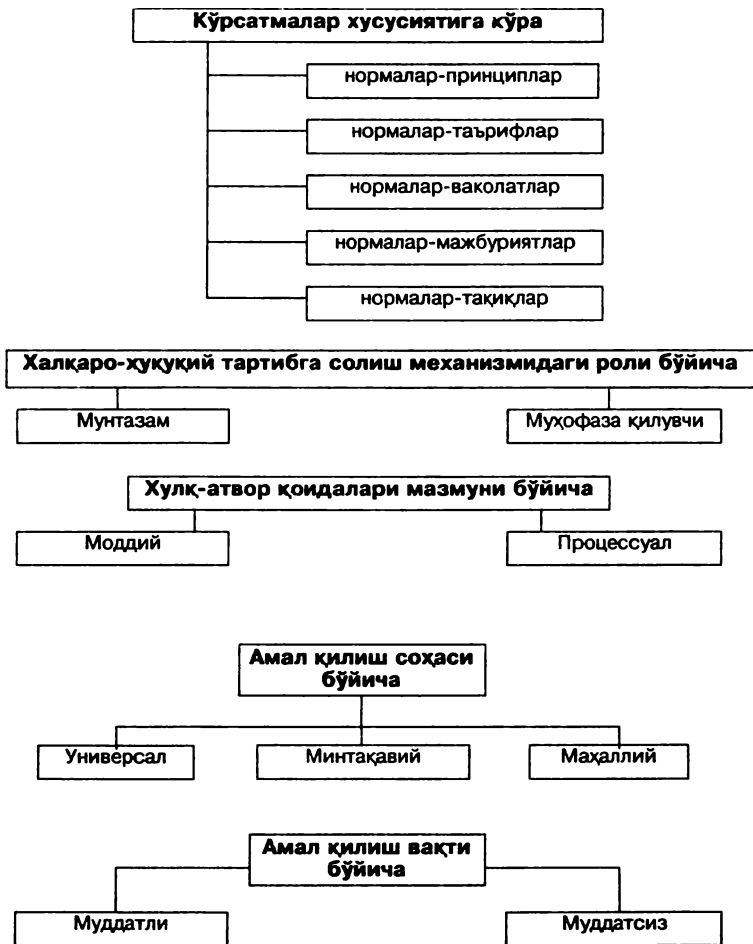 Кўрсатмалар хусусиятига кўра
нормалар-принциплар
нормалар-таърифлар
нормалар-ваколатлар
нормалар-мажбуриятлар
нормалар-тақиқлар
Халқаро-ҳуқуқий тартибга солиш механизмидаги роли бўйича
Мунтазам
Муҳофаза қилувчи
Хулқ-атвор қоидалари мазмуни бўйича
Моддий
Процессуал
Амал қилиш соҳаси
бўйича
Универсал
Минтақавий
Маҳаллий
Амал қилиш вақти
бўйича
Муддатли
Муддатсиз